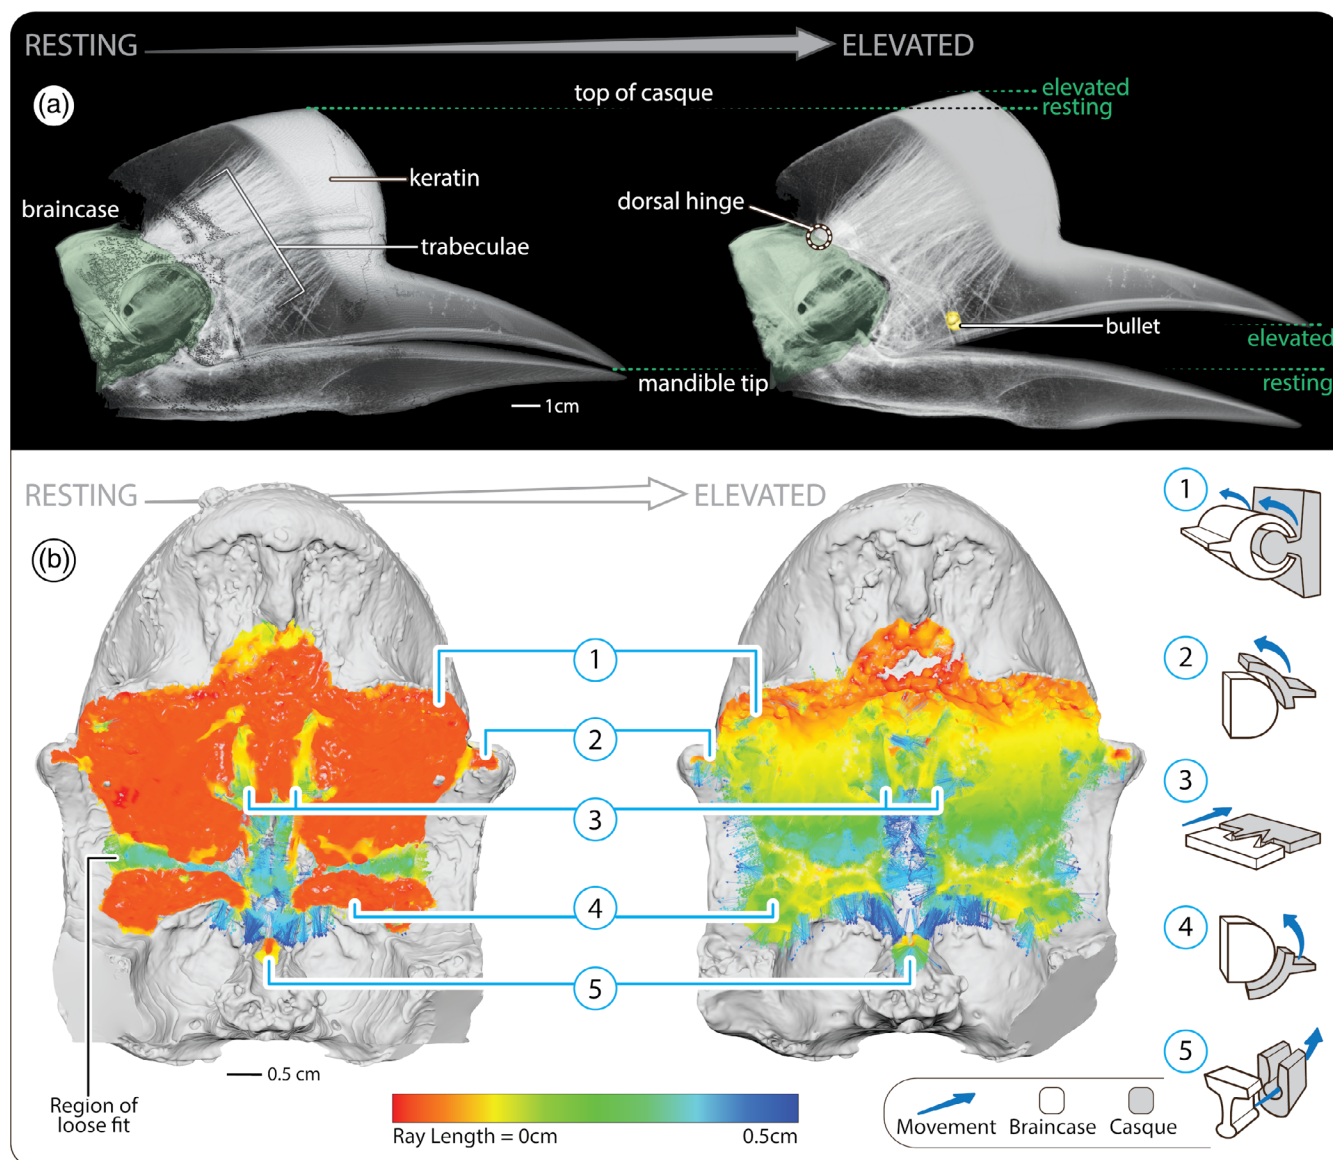 RESTING
ELEVATED
(a)
top of casque
elevated
resting
keratin
dorsal hinge
braincase
trabeculae
bullet
elevated
mandible tip
resting
1cm
RESTING
ELEVATED
(b)
1
2
3
4
5
1
2
3
4
5
0.5 cm
Region of
loose fit
Ray Length = 0cm
0.5cm
Movement
Braincase
Casque